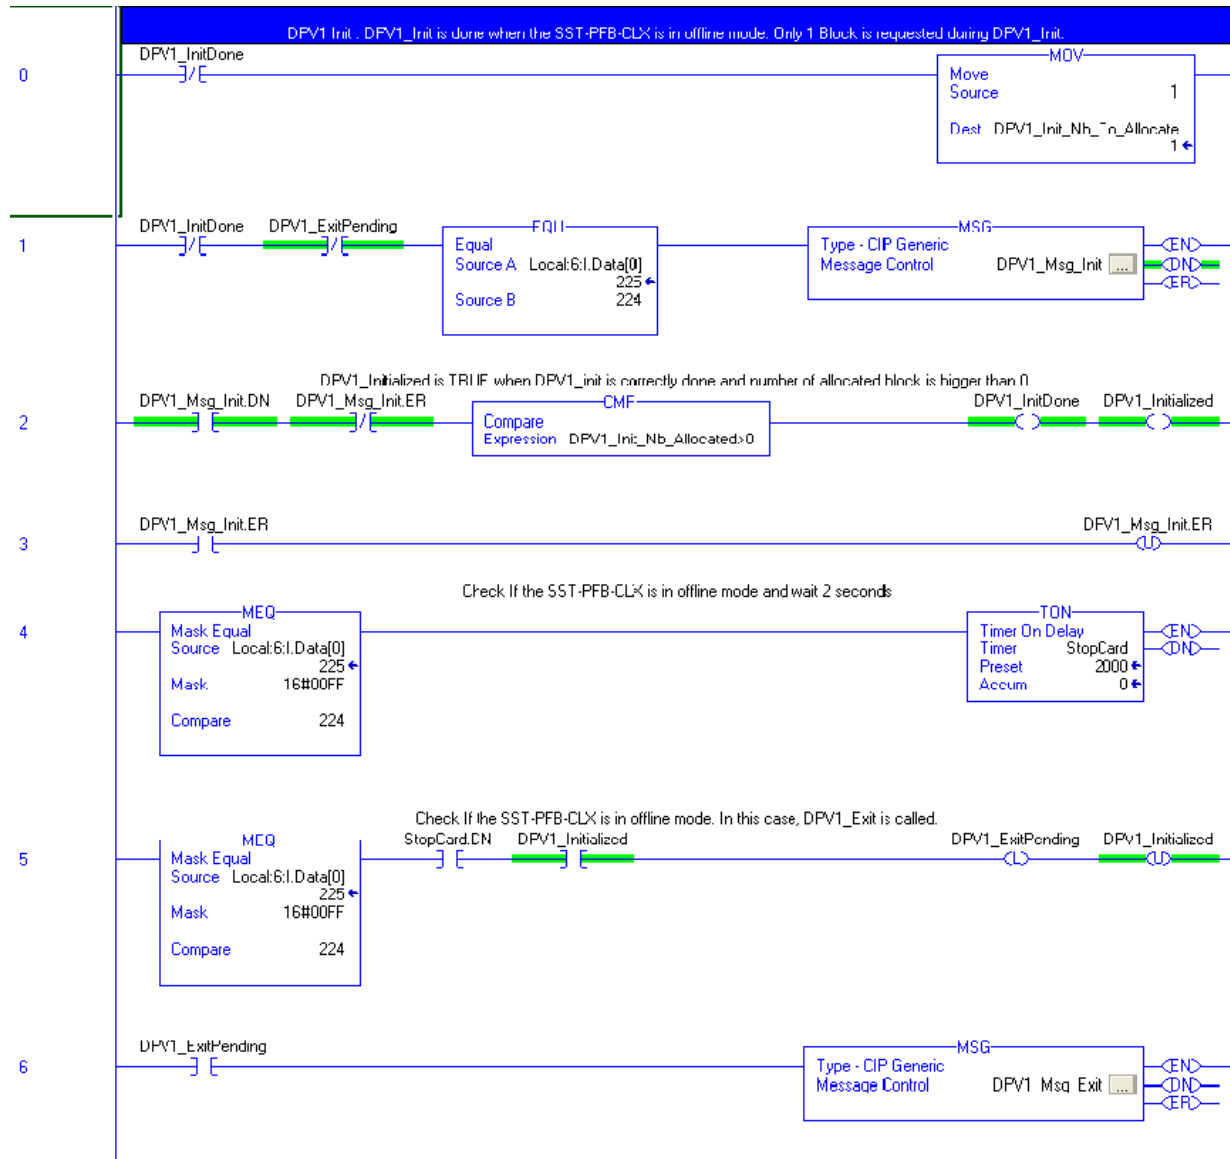 DPV1 Init . DPV1_Init is done when the SST-PFB-CLX is in offline mode. Only 1 Block is requested during DPV1_Init.
0
DPV1_InitDone
MOV
Move
Source 1
Dest DPV1_Init_Nb_To_Allocate
1
1
DPV1_InitDone DPV1_ExitPending
EQU
Equal
Source A Local:6:I.Data[0]
225
Source B 224
MSG
Type - CIP Generic
Message Control DPV1_Msg_Init ...
EN
DN
ER
DPV1_Initialized is TRUE when DPV1_init is correctly done and number of allocated block is bigger than 0
2
DPV1_Msg_Init.DN DPV1_Msg_Init.ER
CMP
Compare
Expression DPV1_Init_Nb_Allocated>0
DPV1_InitDone DPV1_Initialized
3
DPV1_Msg_Init.ER DPV1_Msg_Init.ER
U
Check If the SST-PFB-CLX is in offline mode and wait 2 seconds
4
MEQ
Mask Equal
Source Local:6:I.Data[0]
225
Mask 16#00FF
Compare 224
TON
Timer On Delay
Timer StopCard
Preset 2000
Accum 0
EN
DN
Check If the SST-PFB-CLX is in offline mode. In this case, DPV1_Exit is called.
5
MEQ
Mask Equal
Source Local:6:I.Data[0]
225
Mask 16#00FF
Compare 224
StopCard.DN DPV1_Initialized DPV1_ExitPending DPV1_Initialized
L U
6
DPV1_ExitPending
MSG
Type - CIP Generic
Message Control DPV1_Msg_Exit ...
EN
DN
ER